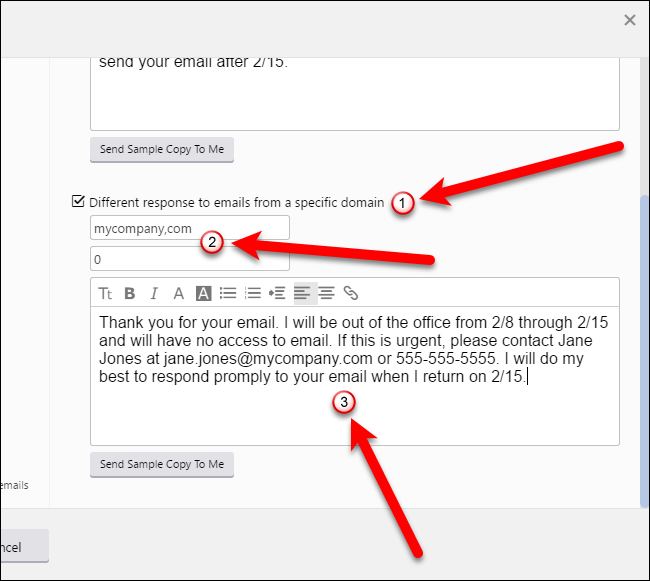 send your email after 2/15.
Send Sample Copy To Me
Different response to emails from a specific domain 1
mycompany,com
2
0
Tt B I A A
Thank you for your email. I will be out of the office from 2/8 through 2/15
and will have no access to email. If this is urgent, please contact Jane
Jones at jane.jones@mycompany.com or 555-555-5555. I will do my
best to respond promply to your email when I return on 2/15.
3
Send Sample Copy To Me
emails
ncel